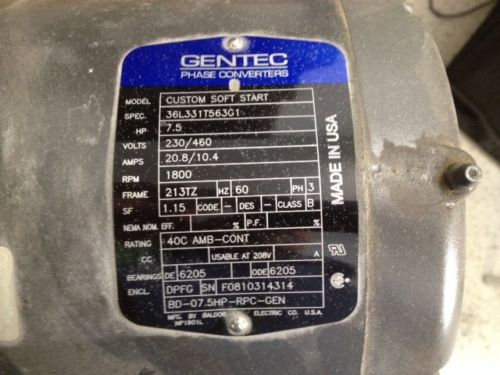 GENTEC
PHASE CONVERTERS
MODEL CUSTOM SOFT START
SPEC. 36L331T563G1
HP 7.5
VOLTS 230/460
AMPS 20.8/10.4
RPM 1800
FRAME 213TZ HZ 60 PH 3
SF 1.15 CODE - DES - CLASS B
NEMA NOM. EFF. % P.F. %
RATING 40C AMB-CONT
CC USABLE AT 208V A
BEARINGS DE 6205 ODE 6205
ENCL. DPFG SN F0810314314
BD-07.5HP-RPC-GEN
MFG. BY BALDOR ELECTRIC CO. U.S.A.
NP1901L
MADE IN USA